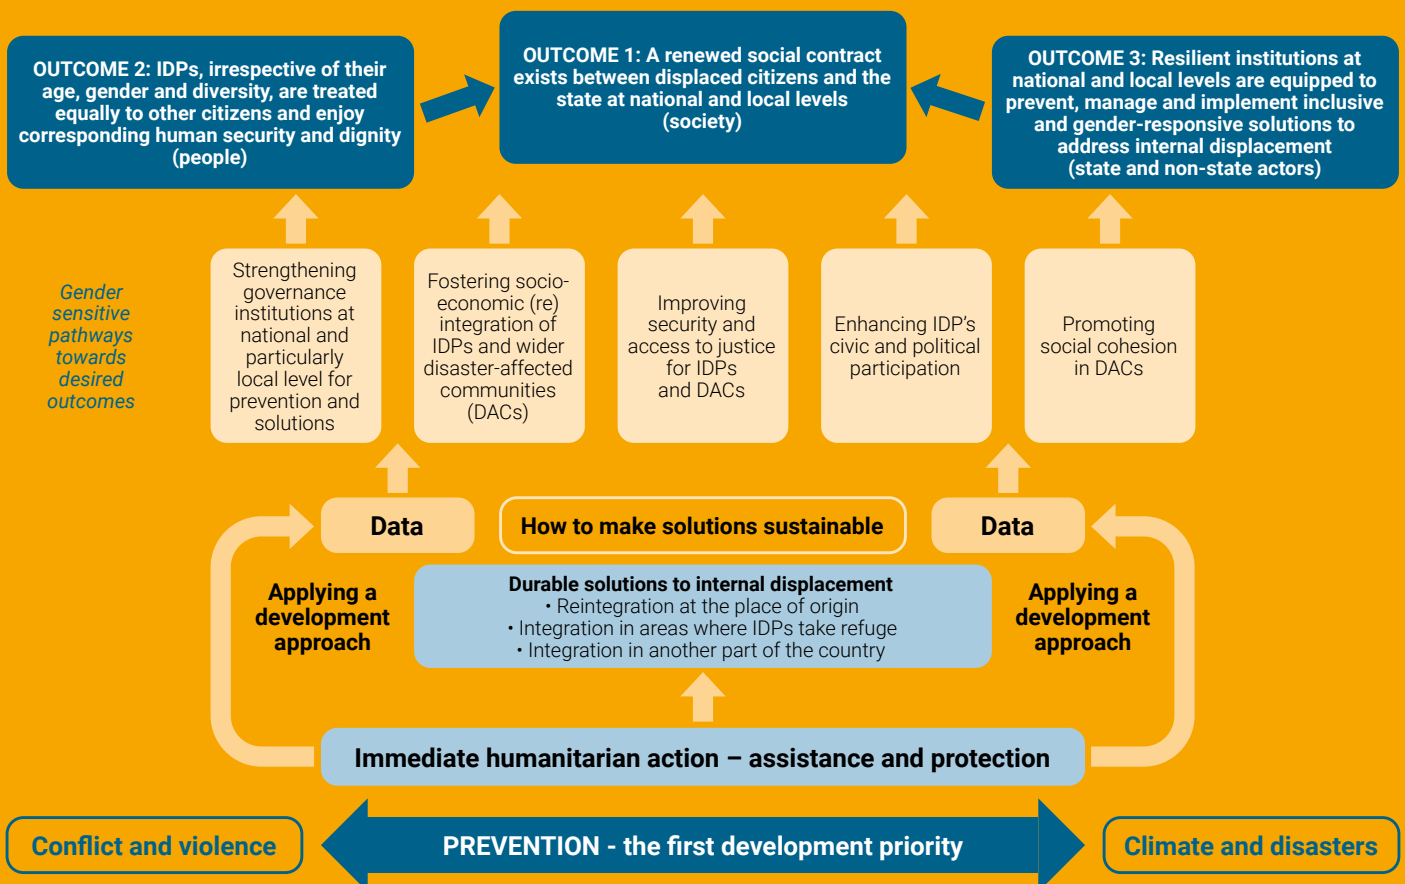 OUTCOME 2: IDPs, irrespective of their
age, gender and diversity, are treated
equally to other citizens and enjoy
corresponding human security and dignity
(people)
OUTCOME 1: A renewed social contract
exists between displaced citizens and the
state at national and local levels
(society)
OUTCOME 3: Resilient institutions at
national and local levels are equipped to
prevent, manage and implement inclusive
and gender-responsive solutions to
address internal displacement
(state and non-state actors)
Gender
sensitive
pathways
towards
desired
outcomes
Strengthening
governance
institutions at
national and
particularly
local level for
prevention and
solutions
Fostering socio-
economic (re)
integration of
IDPs and wider
disaster-affected
communities
(DACs)
Improving
security and
access to justice
for IDPs
and DACs
Enhancing IDP’s
civic and political
participation
Promoting
social cohesion
in DACs
Data
How to make solutions sustainable
Data
Applying a
development
approach
Durable solutions to internal displacement
• Reintegration at the place of origin
• Integration in areas where IDPs take refuge
• Integration in another part of the country
Applying a
development
approach
Immediate humanitarian action – assistance and protection
Conflict and violence
PREVENTION - the first development priority
Climate and disasters